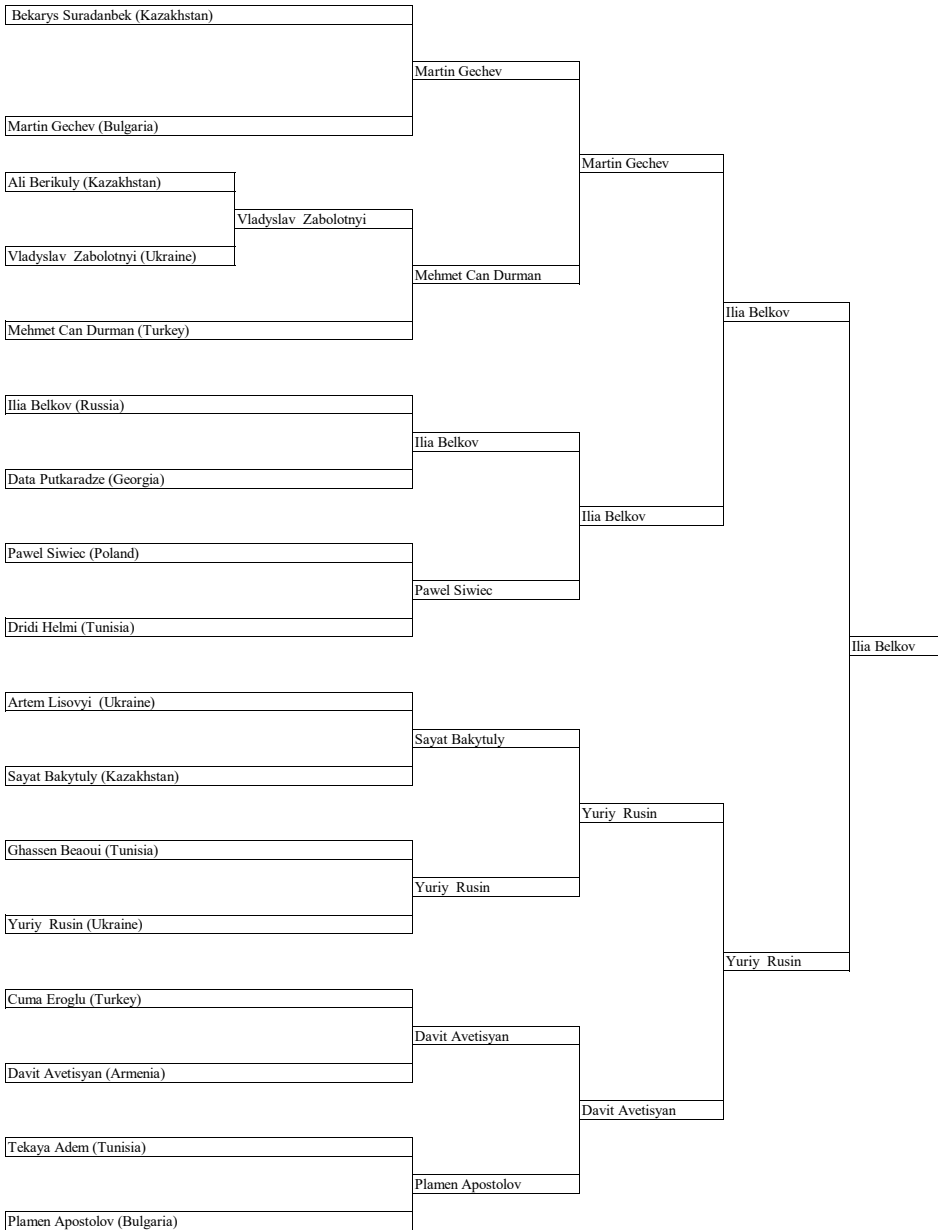 Bekarys Suradanbek (Kazakhstan)
Martin Gechev
Martin Gechev (Bulgaria)
Martin Gechev
Ali Berikuly (Kazakhstan)
Vladyslav  Zabolotnyi
Vladyslav  Zabolotnyi (Ukraine)
Mehmet Can Durman
Ilia Belkov
Mehmet Can Durman (Turkey)
Ilia Belkov (Russia)
Ilia Belkov
Data Putkaradze (Georgia)
Ilia Belkov
Pawel Siwiec (Poland)
Pawel Siwiec
Dridi Helmi (Tunisia)
Ilia Belkov
Artem Lisovyi  (Ukraine)
Sayat Bakytuly
Sayat Bakytuly (Kazakhstan)
Yuriy  Rusin
Ghassen Beaoui (Tunisia)
Yuriy  Rusin
Yuriy  Rusin (Ukraine)
Yuriy  Rusin
Cuma Eroglu (Turkey)
Davit Avetisyan
Davit Avetisyan (Armenia)
Davit Avetisyan
Tekaya Adem (Tunisia)
Plamen Apostolov
Plamen Apostolov (Bulgaria)